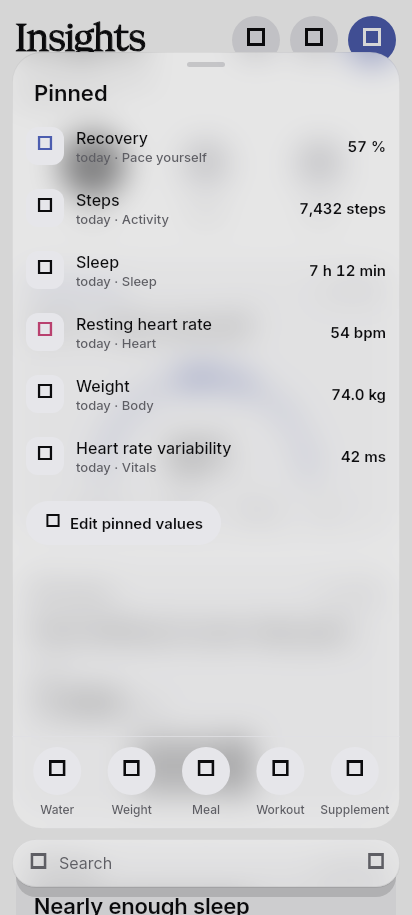 Insights
Pinned
Recovery
today · Pace yourself
57 %
Steps
today · Activity
7,432 steps
Sleep
today · Sleep
7 h 12 min
Resting heart rate
today · Heart
54 bpm
Weight
today · Body
74.0 kg
Heart rate variability
today · Vitals
42 ms
Edit pinned values
Water
Weight
Meal
Workout
Supplement
Search
Nearly enough sleep